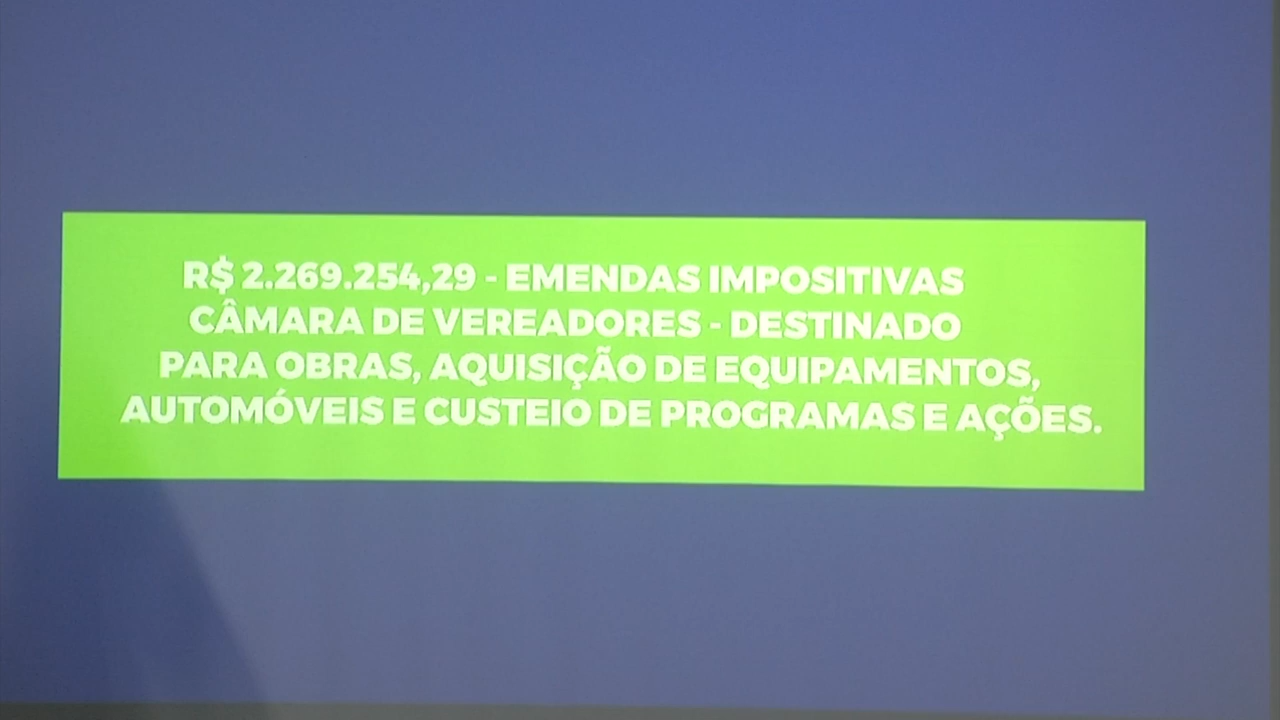 R$ 2.269.254,29 - EMENDAS IMPOSITIVAS
CÂMARA DE VEREADORES - DESTINADO
PARA OBRAS, AQUISIÇÃO DE EQUIPAMENTOS,
AUTOMÓVEIS E CUSTEIO DE PROGRAMAS E AÇÕES.